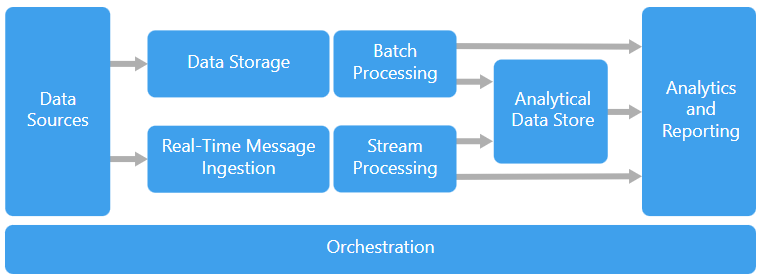 Data
Sources
Data Storage
Batch
Processing
Real-Time Message
Ingestion
Stream
Processing
Analytical
Data Store
Analytics
and
Reporting
Orchestration